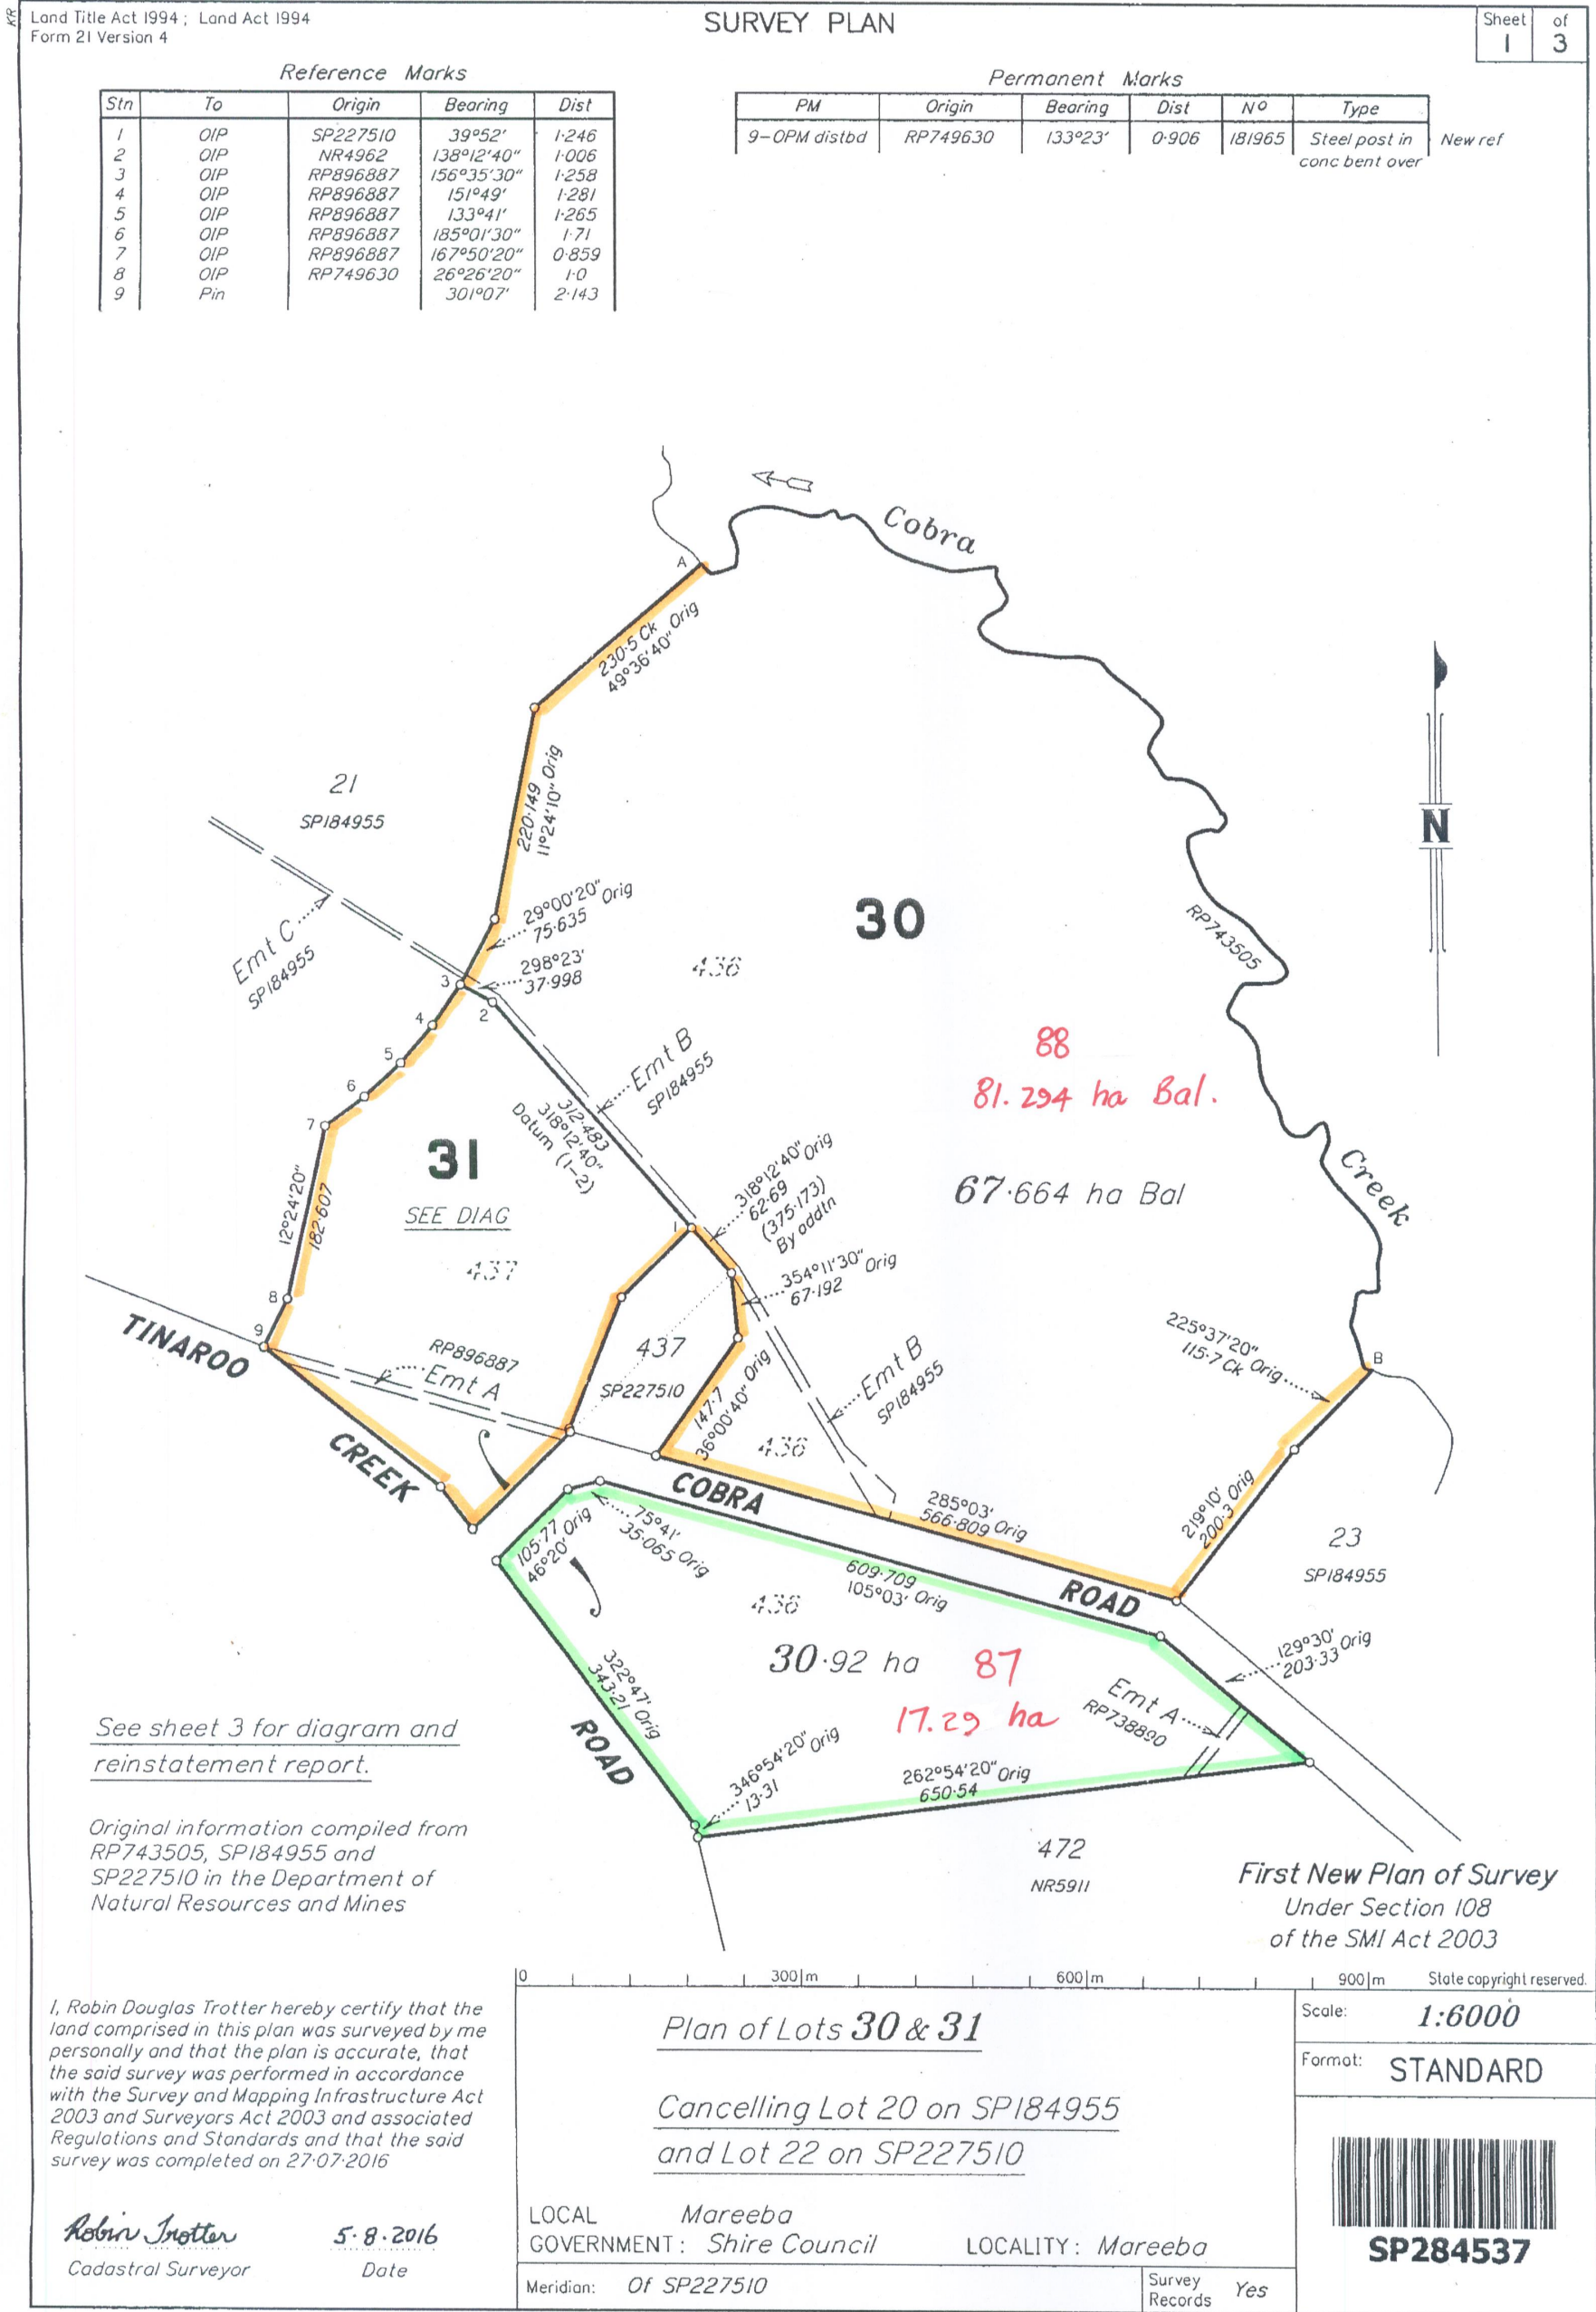 KR
Land Title Act 1994 ; Land Act 1994
Form 21 Version 4
SURVEY PLAN
Sheet 1 of 3
Reference Marks
Stn To Origin Bearing Dist
1 OIP SP227510 39°52' 1·246
2 OIP NR4962 138°12'40" 1·006
3 OIP RP896887 156°35'30" 1·258
4 OIP RP896887 151°49' 1·281
5 OIP RP896887 133°41' 1·265
6 OIP RP896887 185°01'30" 1·71
7 OIP RP896887 167°50'20" 0·859
8 OIP RP749630 26°26'20" 1·0
9 Pin 301°07' 2·143
Permanent Marks
PM Origin Bearing Dist Nº Type
9-OPM distbd RP749630 133°23' 0·906 181965 Steel post in New ref
conc bent over
Cobra
A
230·5 Ck
49°36'40" Orig
220·149
11°24'10" Orig
21
SP184955
N
29°00'20" Orig
75·635
30
RP743505
Emt C
SP184955
298°23'
37·998
436
3
2
4
5
6
7
Emt B
SP184955
88
81.294 ha Bal.
312·483
318°12'40"
Datum (1-2)
31
SEE DIAG
437
318°12'40" Orig
62·69
(375·173)
By addtn
67·664 ha Bal
Creek
12°24'20"
182·607
1
354°11'30" Orig
67·192
8
9
TINAROO
RP896887
Emt A
437
SP227510
147·7
36°00'40" Orig
Emt B
SP184955
225°37'20" Orig
115·7 Ck
B
436
CREEK
COBRA
285°03'
566·809 Orig
219°10' Orig
200·3
23
SP184955
105·77 Orig
46°20'
75°41'
35·065 Orig
609·709
105°03' Orig
ROAD
436
30·92 ha
87
17.29 ha
129°30' Orig
203·33
Emt A
RP738890
322°47'
343·21 Orig
ROAD
346°54'20" Orig
13·31
262°54'20" Orig
650·54
472
NR5911
See sheet 3 for diagram and
reinstatement report.
Original information compiled from
RP743505, SP184955 and
SP227510 in the Department of
Natural Resources and Mines
First New Plan of Survey
Under Section 108
of the SMI Act 2003
0 300 m 600 m 900 m State copyright reserved.
I, Robin Douglas Trotter hereby certify that the
land comprised in this plan was surveyed by me
personally and that the plan is accurate, that
the said survey was performed in accordance
with the Survey and Mapping Infrastructure Act
2003 and Surveyors Act 2003 and associated
Regulations and Standards and that the said
survey was completed on 27·07·2016
Robin Trotter 5·8·2016
Cadastral Surveyor Date
Plan of Lots 30 & 31
Cancelling Lot 20 on SP184955
and Lot 22 on SP227510
LOCAL
GOVERNMENT : Mareeba
Shire Council
LOCALITY : Mareeba
Meridian: Of SP227510
Survey
Records Yes
Scale: 1:6000
Format: STANDARD
SP284537